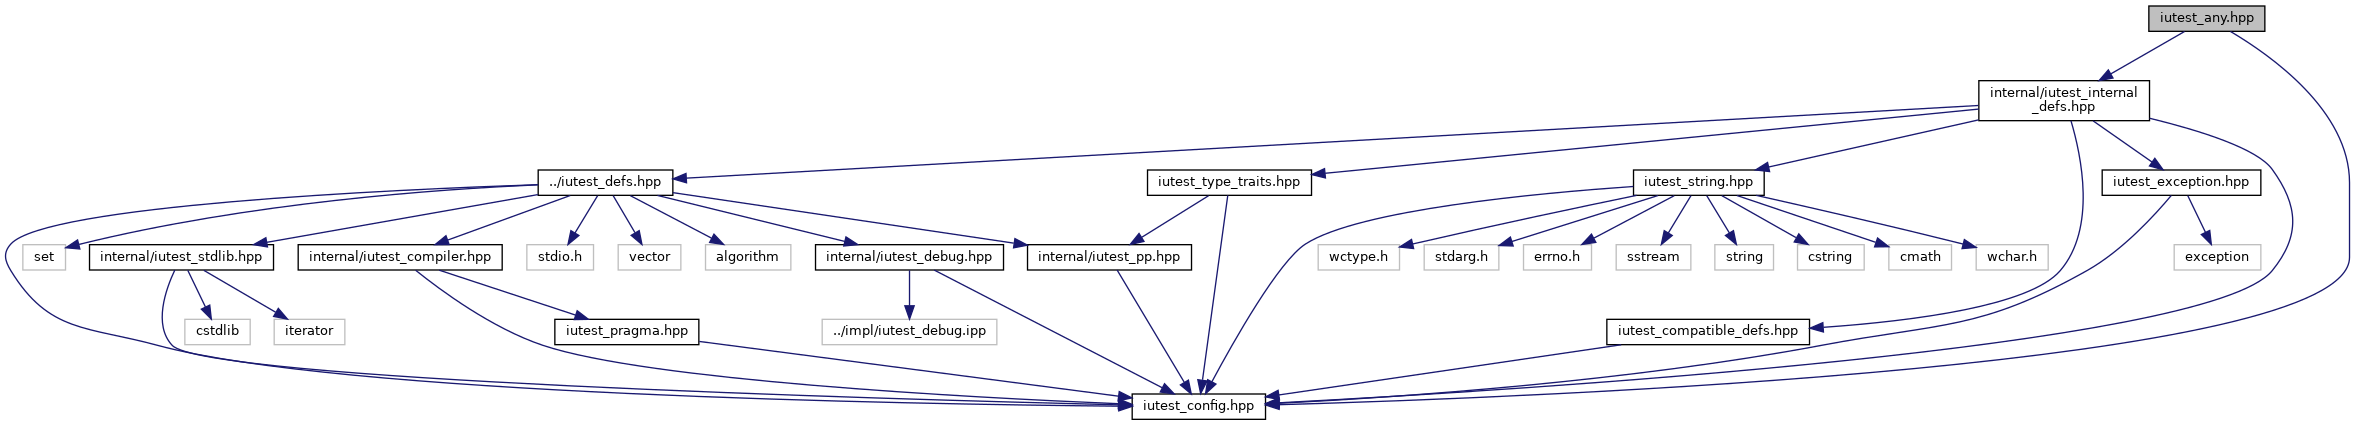 iutest_any.hpp
internal/iutest_internal
_defs.hpp
../iutest_defs.hpp
iutest_type_traits.hpp
iutest_string.hpp
iutest_exception.hpp
set
internal/iutest_stdlib.hpp
internal/iutest_compiler.hpp
stdio.h
vector
algorithm
internal/iutest_debug.hpp
internal/iutest_pp.hpp
wctype.h
stdarg.h
errno.h
sstream
string
cstring
cmath
wchar.h
exception
cstdlib
iterator
iutest_pragma.hpp
../impl/iutest_debug.ipp
iutest_compatible_defs.hpp
iutest_config.hpp